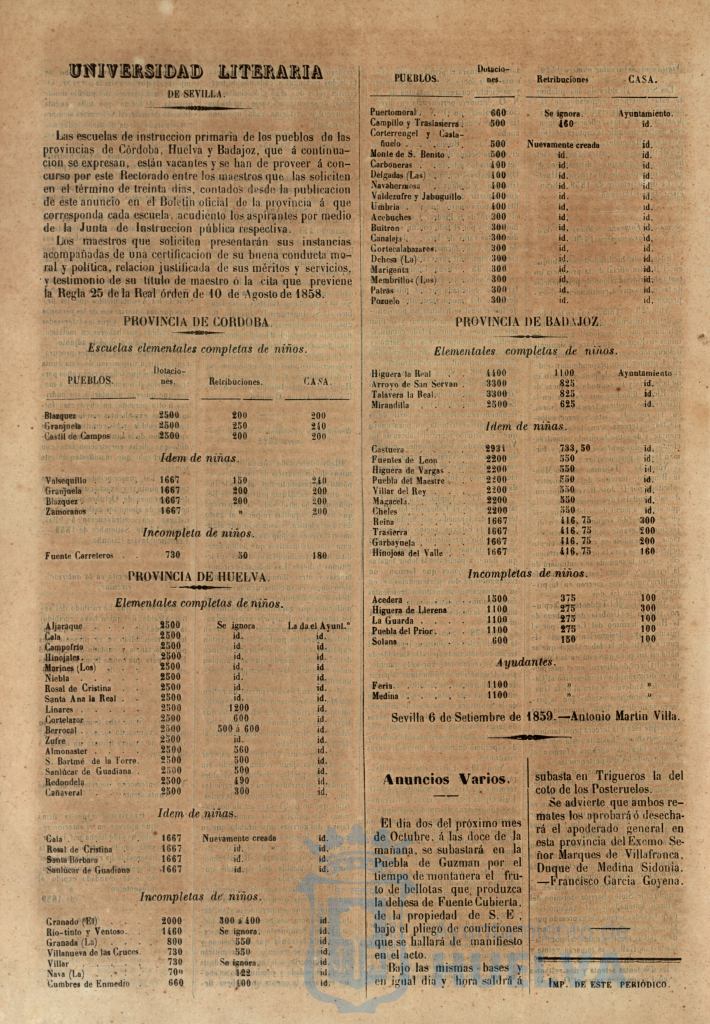 UNIVERSIDAD LITERARIA
DE SEVILLA.
Las escuelas de instruccion primaria de los pueblos de las
provincias de Córdoba, Huelva y Badajoz, que á continua-
cion se expresan, están vacantes y se han de proveer á con-
curso por este Rectorado entre los maestros que las soliciten
en el término de treinta dias, contados desde la publicacion
de este anuncio en el Boletin oficial de la provincia á que
corresponda cada escuela, acudiendo los aspirantes por medio
de la Junta de Instruccion pública respectiva.
Los maestros que soliciten presentarán sus instancias
acompañadas de una certificacion de su buena conducta mo-
ral y política, relacion justificada de sus méritos y servicios,
y testimonio de su título de maestro ó la cita que previene
la Regla 25 de la Real órden de 10 de Agosto de 1858.
PROVINCIA DE CORDOBA.
Escuelas elementales completas de niños.
PUEBLOS. Dotacio-nes. Retribuciones. CASA.
Blazquez 2500 200 200
Granjuela 2500 250 240
Castil de Campos 2500 200 200
Idem de niñas.
Valsequillo 1667 150 240
Granjuela 1667 200 200
Blazquez 1667 200 200
Zamoranos 1667 » 200
Incompleta de niños.
Fuente Carreteros 730 50 180
PROVINCIA DE HUELVA.
Elementales completas de niños.
Aljaraque 2500 Se ignora La da el Ayunt.º
Cala 2500 id. id.
Campofrio 2500 id. id.
Hinojales 2500 id. id.
Marines (Los) 2500 id. id.
Niebla 2500 id. id.
Rosal de Cristina 2500 id. id.
Santa Ana la Real 2500 id. id.
Linares 2500 1200 id.
Cortelazor 2500 600 id.
Berrocal 2500 500 á 600 id.
Zufre 2500 id. id.
Almonaster 2500 560 id.
S. Bartmé de la Torre 2500 500 id.
Sanlúcar de Guadiana 2500 500 id.
Redondela 2500 490 id.
Cañaveral 2500 300 id.
Idem de niñas.
Cala 1667 Nuevamente creada id.
Rosal de Cristina 1667 id. id.
Santa Bárbara 1667 id. id.
Sanlúcar de Guadiana 1667 id. id.
Incompletas de niños.
Granado (El) 2000 300 á 400 id.
Rio-tinto y Ventoso 1460 Se ignora. id.
Granada (La) 800 550 id.
Villanueva de las Cruces 730 550 id.
Villar 730 Se ignora. id.
Nava (La) 700 122 id.
Cumbres de Enmedio 660 100 id.
PUEBLOS. Dotacio-nes. Retribuciones CASA.
Puertomoral 660 Se ignora Ayuntamiento.
Campillo y Traslasierra 500 160 id.
Corterrengel y Casta-
ñuelo 500 Nuevamente creada id.
Monte de S. Benito 500 id. id.
Carboneras 400 id. id.
Delgadas (Las) 400 id. id.
Navahermosa 400 id. id.
Valdezufre y Jabuguillo 400 id. id.
Umbria 400 id. id.
Acebuches 300 id. id.
Buitron 300 id. id.
Canaleja 300 id. id.
Cortecalabazares 300 id. id.
Dehesa (La) 300 id. id.
Marigenta 300 id. id.
Membrillos (Los) 300 id. id.
Patrás 300 id. id.
Pozuelo 300 id. id.
PROVINCIA DE BADAJOZ.
Elementales completas de niños.
Higuera la Real 4400 1100 Ayuntamiento
Arroyo de San Servan 3300 825 id.
Talavera la Real 3300 825 id.
Mirandilla 2500 625 id.
Idem de niñas.
Castuera 2931 733,50 id.
Fuentes de Leon 2200 550 id.
Higuera de Vargas 2200 550 id.
Puebla del Maestre 2200 550 id.
Villar del Rey 2200 550 id.
Magacela 2200 550 id.
Cheles 2200 550 id.
Reina 1667 416,75 300
Trasierra 1667 416,75 200
Garbayuela 1667 416,75 200
Hinojosa del Valle 1667 416,75 160
Incompletas de niños.
Acedera 1500 375 100
Higuera de Llerena 1100 275 300
La Guarda 1100 275 100
Puebla del Prior 1100 275 100
Solana 600 150 100
Ayudantes.
Feria 1100 » »
Medina 1100 » »
Sevilla 6 de Setiembre de 1859.—Antonio Martin Villa.
Anuncios Varios.
El dia dos del próximo mes
de Octubre, á las doce de la
mañana, se subastará en la
Puebla de Guzman por el
tiempo de montanera el fru-
to de bellotas que produzca
la dehesa de Fuente Cubierta,
de la propiedad de S. E.,
bajo el pliego de condiciones
que se hallará de manifiesto
en el acto.
Bajo las mismas bases y
en igual dia y hora saldrá á
subasta en Trigueros la del
coto de los Posteruelos.
Se advierte que ambos re-
mates los aprobará ó desecha-
rá el apoderado general en
esta provincia del Excmo Se-
ñor Marques de Villafranca,
Duque de Medina Sidonia.
—Francisco Garcia Goyena.
IMP. DE ESTE PERIÓDICO.
HUELVA